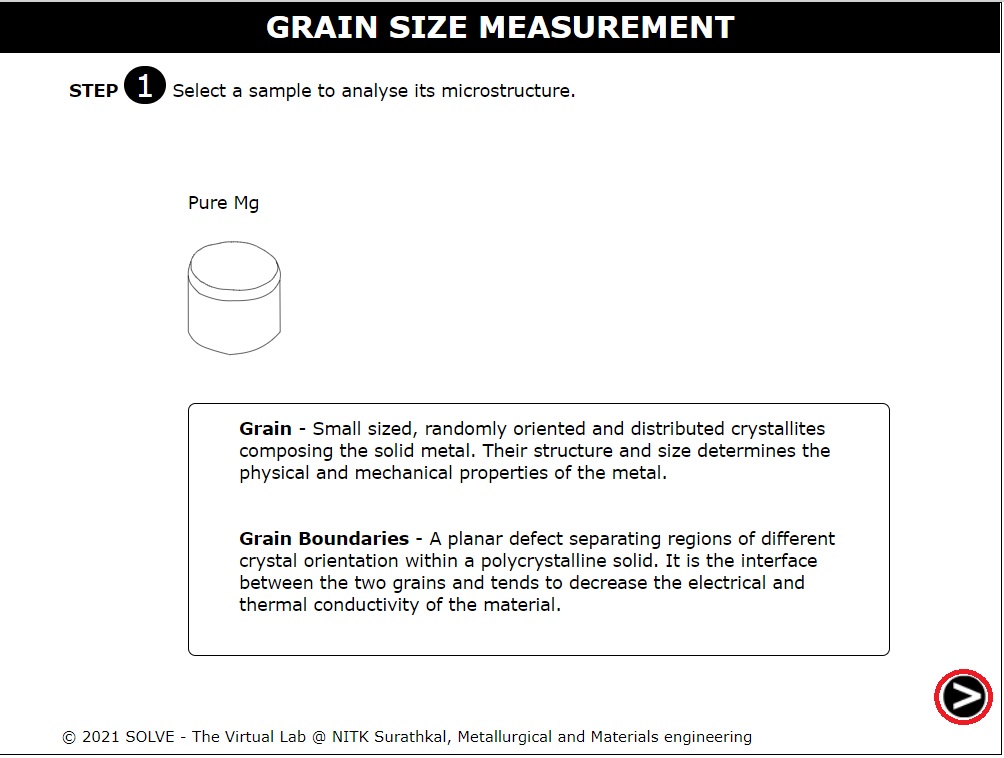 GRAIN SIZE MEASUREMENT
STEP 1 Select a sample to analyse its microstructure.
Pure Mg
Grain - Small sized, randomly oriented and distributed crystallites
composing the solid metal. Their structure and size determines the
physical and mechanical properties of the metal.
Grain Boundaries - A planar defect separating regions of different
crystal orientation within a polycrystalline solid. It is the interface
between the two grains and tends to decrease the electrical and
thermal conductivity of the material.
>
© 2021 SOLVE - The Virtual Lab @ NITK Surathkal, Metallurgical and Materials engineering